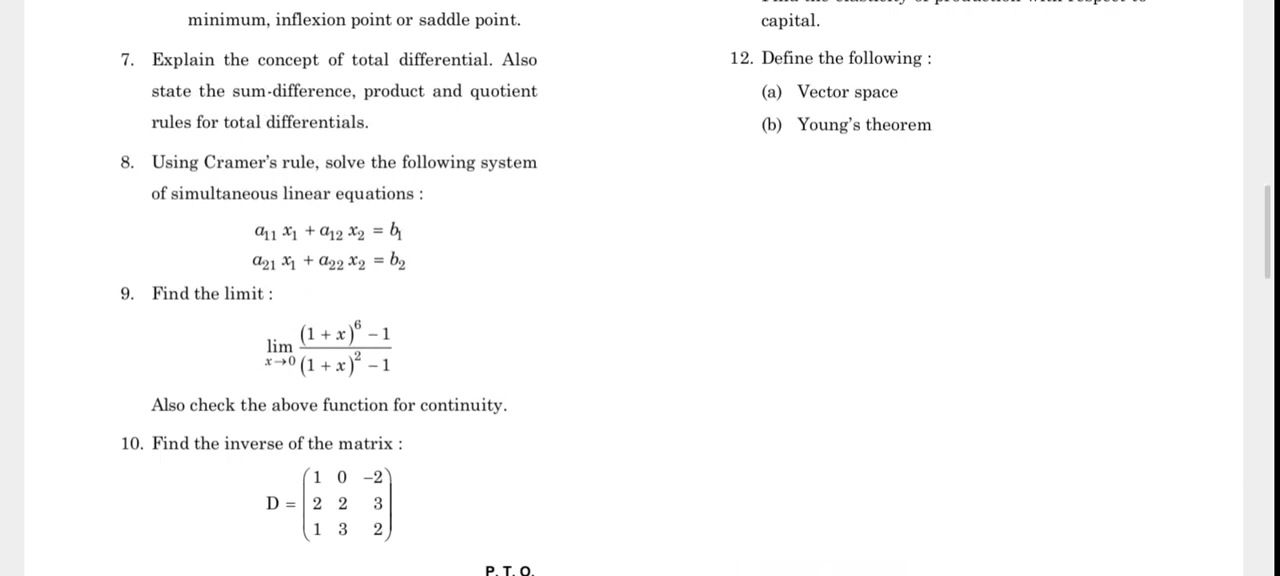 minimum, inflexion point or saddle point.
7. Explain the concept of total differential. Also
state the sum-difference, product and quotient
rules for total differentials.
8. Using Cramer's rule, solve the following system
of simultaneous linear equations :
a₁₁ x₁ + a₁₂ x₂ = b₁
a₂₁ x₁ + a₂₂ x₂ = b₂
9. Find the limit :
lim x→0 ((1 + x)⁶ − 1) / ((1 + x)² − 1)
Also check the above function for continuity.
10. Find the inverse of the matrix :
D = (1 0 −2
2 2 3
1 3 2)
P. T. O.
capital.
12. Define the following :
(a) Vector space
(b) Young's theorem